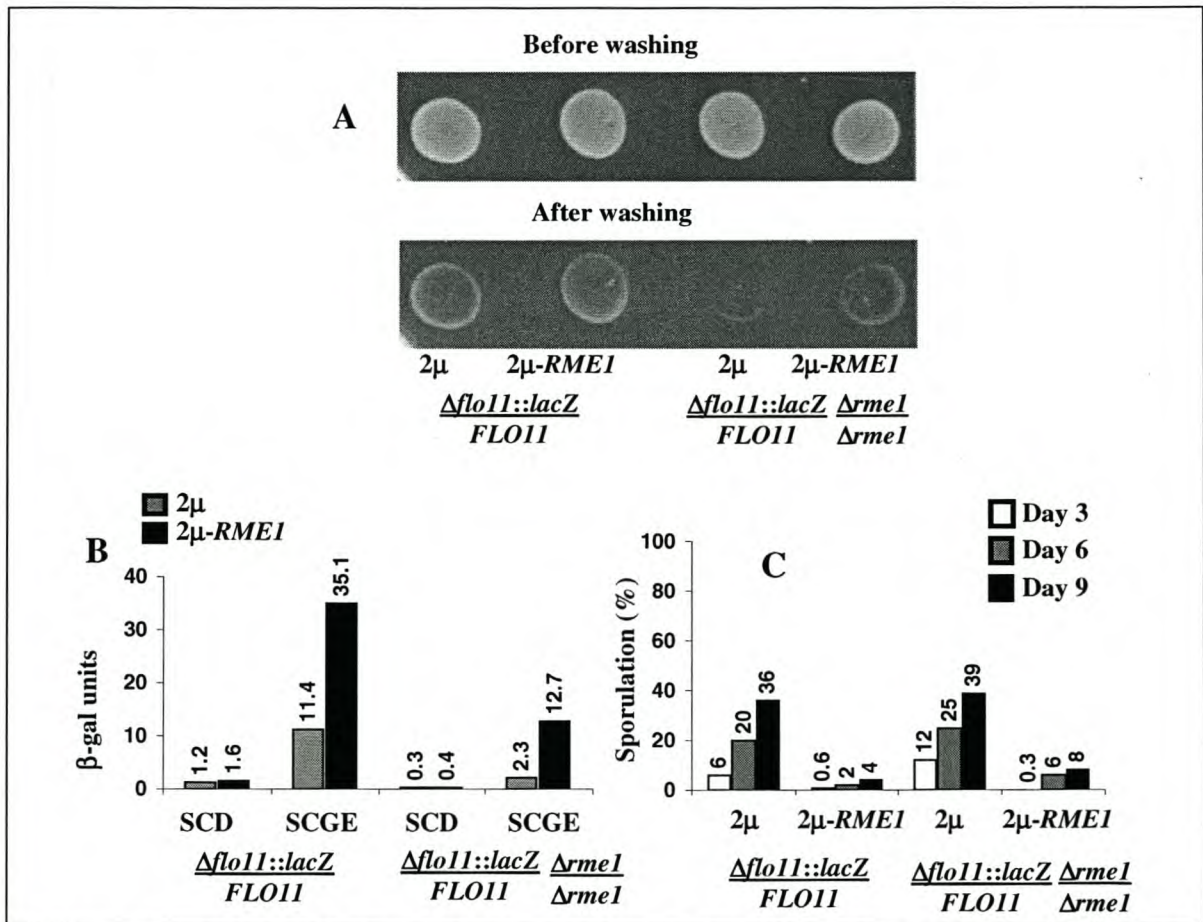 Before washing
A
After washing
2μ 2μ-RME1 2μ 2μ-RME1
Δflo11::lacZ Δflo11::lacZ Δrme1
FLO11 FLO11 Δrme1
2μ
2μ-RME1
B
β-gal units
40
30
20
10
0
1.2 1.6 11.4 35.1 0.3 0.4 2.3 12.7
SCD SCGE SCD SCGE
Δflo11::lacZ Δflo11::lacZ Δrme1
FLO11 FLO11 Δrme1
Day 3
Day 6
Day 9
C
Sporulation (%)
100
80
60
40
20
0
6 20 36 0.6 2 4 12 25 39 0.3 6 8
2μ 2μ-RME1 2μ 2μ-RME1
Δflo11::lacZ Δflo11::lacZ Δrme1
FLO11 FLO11 Δrme1